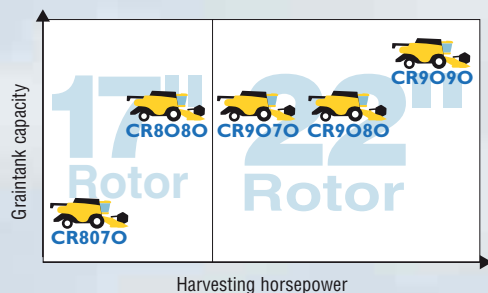 Graintank capacity
17"
Rotor
22"
Rotor
CR9090
CR8080
CR9070
CR9080
CR8070
Harvesting horsepower